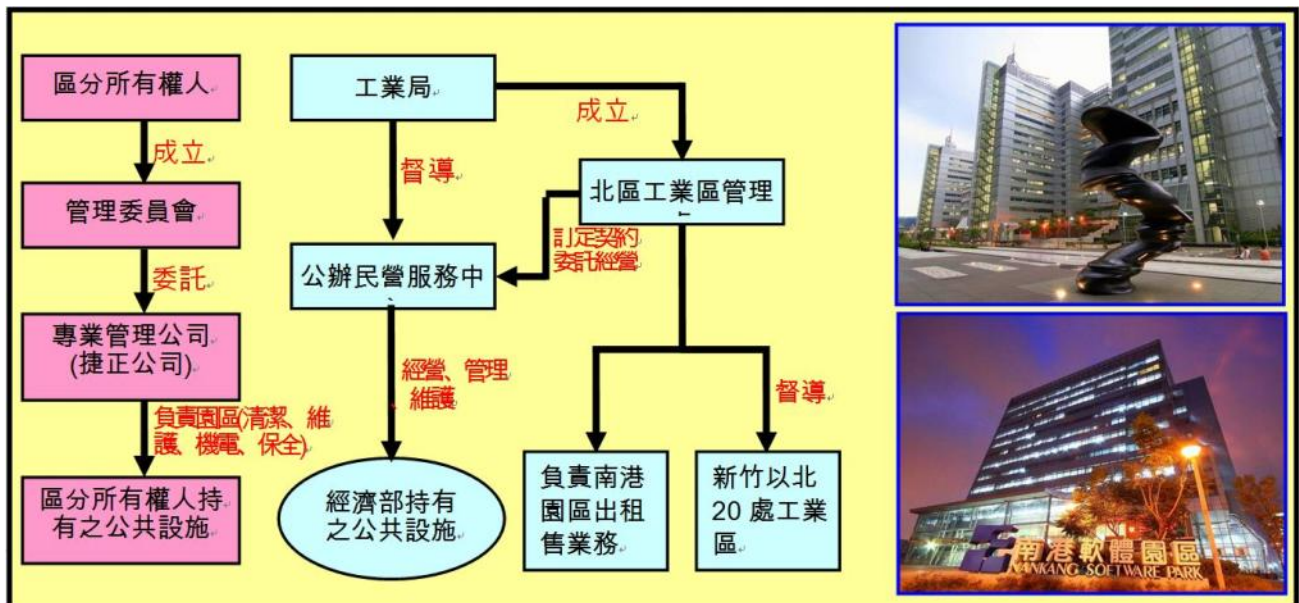 區分所有權人
成立
管理委員會
委託
專業管理公司
(捷正公司)
負責園區(清潔、維
護、機電、保全)
區分所有權人持
有之公共設施
工業局
督導
公辦民營服務中
經營、管理
、維護
經濟部持有
之公共設施
成立
北區工業區管理
訂定契約
委託經營
負責南港
園區出租
售業務
督導
新竹以北
20 處工業
區
南港軟體園區
NANKANG SOFTWARE PARK